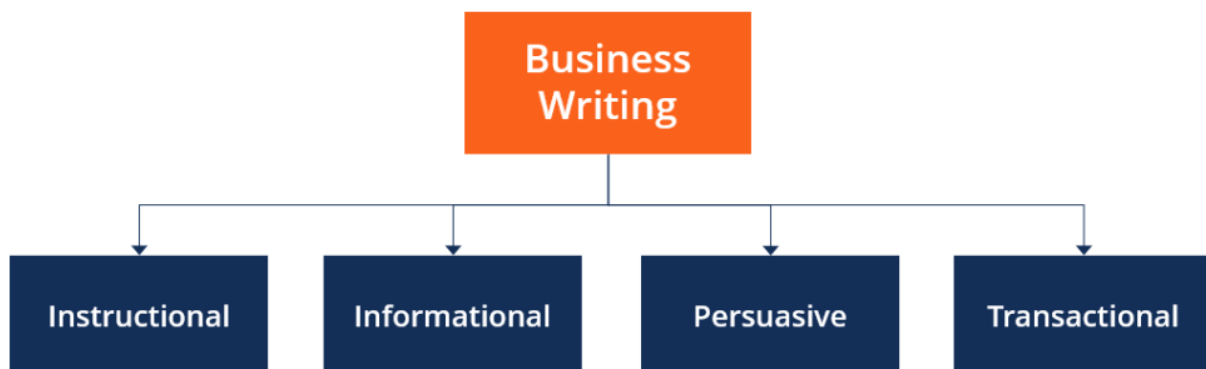 Business
Writing
Instructional
Informational
Persuasive
Transactional